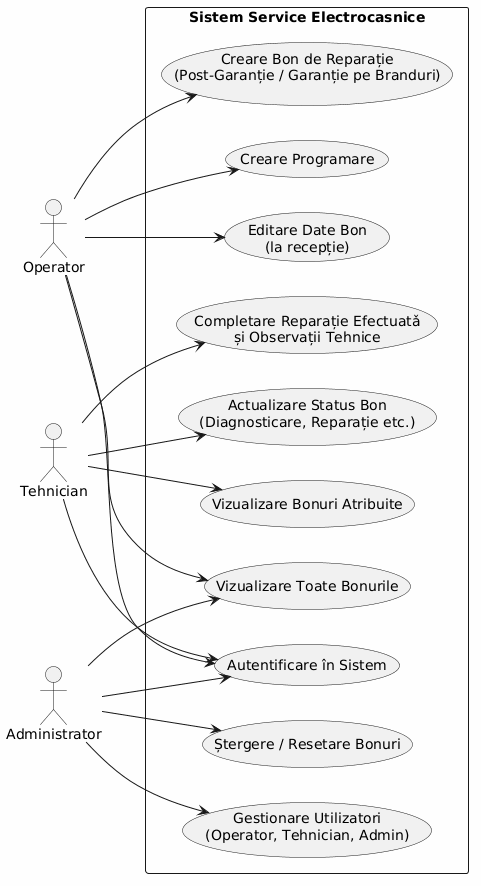 Sistem Service Electrocasnice
Creare Bon de Reparație
(Post-Garanție / Garanție pe Branduri)
Creare Programare
Operator
Editare Date Bon
(la recepție)
Completare Reparație Efectuată
și Observații Tehnice
Actualizare Status Bon
(Diagnosticare, Reparație etc.)
Tehnician
Vizualizare Bonuri Atribuite
Vizualizare Toate Bonurile
Autentificare în Sistem
Administrator
Ștergere / Resetare Bonuri
Gestionare Utilizatori
(Operator, Tehnician, Admin)